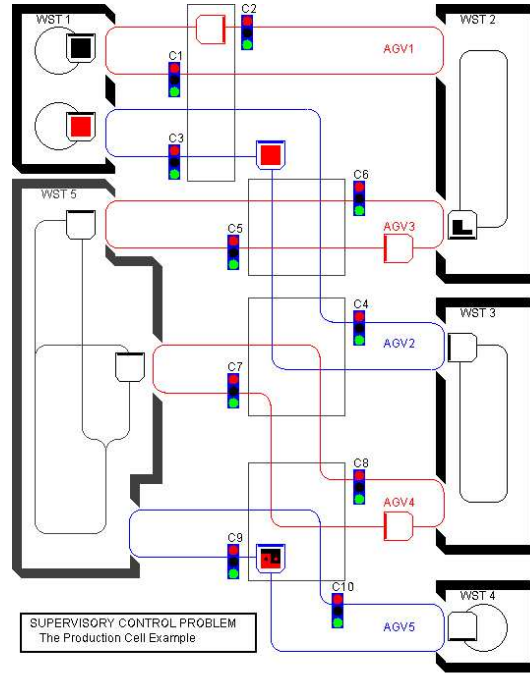 WST 1
C2
WST 2
AGV1
C1
C3
C6
WST 5
C5
AGV3
C4
WST 3
C7
AGV2
C8
AGV4
C9
C10
WST 4
SUPERVISORY CONTROL PROBLEM
The Production Cell Example
AGV5